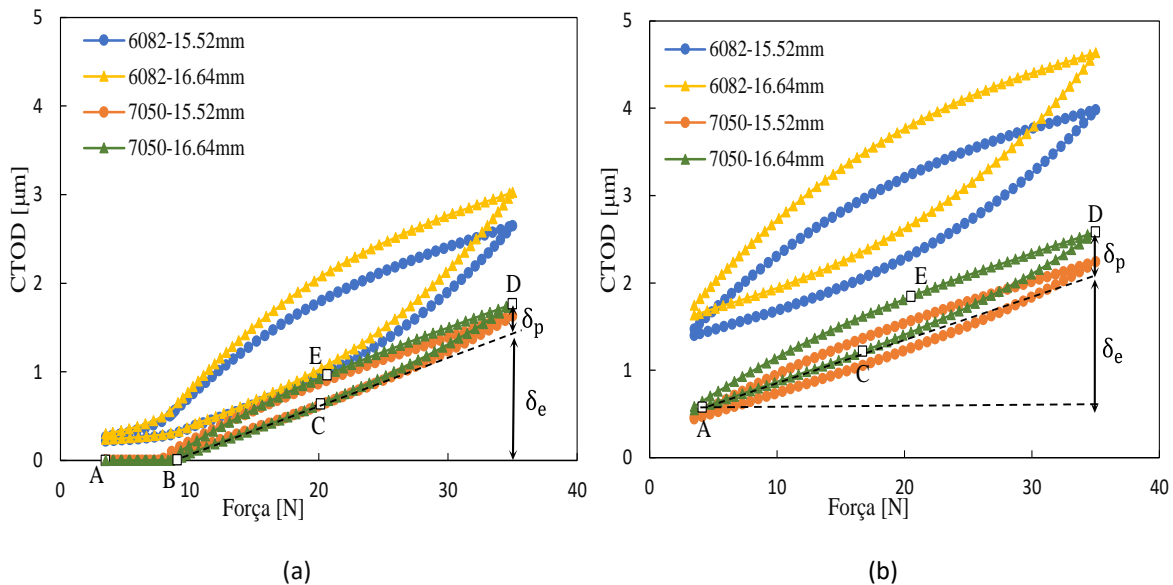 5
4
3
2
1
0
CTOD [µm]
6082-15.52mm
6082-16.64mm
7050-15.52mm
7050-16.64mm
A
B
C
D
E
δp
δe
0
10
20
30
40
Força [N]
(a)
5
4
3
2
1
0
CTOD [µm]
6082-15.52mm
6082-16.64mm
7050-15.52mm
7050-16.64mm
A
C
D
E
δp
δe
0
10
20
30
40
Força [N]
(b)